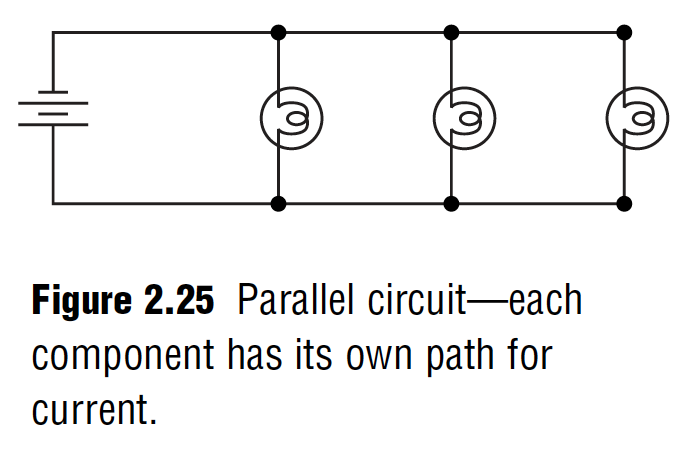 Figure 2.25 Parallel circuit—each
component has its own path for
current.